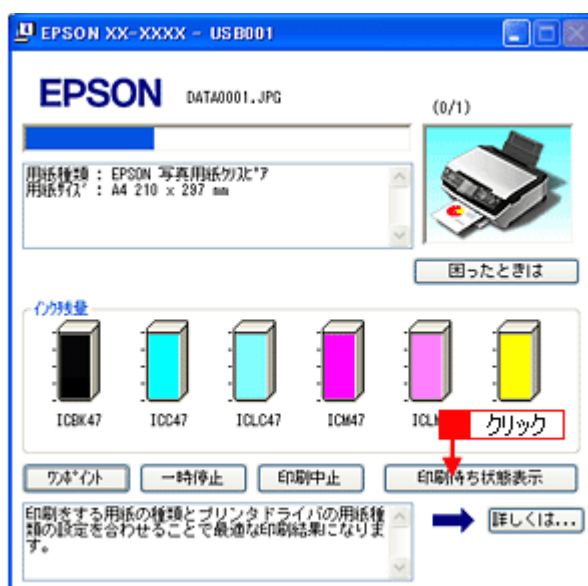 EPSON XX-XXXX - USB001
EPSON
DATA0001.JPG
(0/1)
用紙種類 : EPSON 写真用紙クリスピア
用紙サイズ : A4 210 x 297 mm
困ったときは
インク残量
ICBK47
ICC47
ICLC47
ICM47
クリック
ワンポイント
一時停止
印刷中止
印刷待ち状態表示
印刷をする用紙の種類とプリンタドライバの用紙種
類の設定を合わせることで最適な印刷結果になりま
す。
詳しくは...